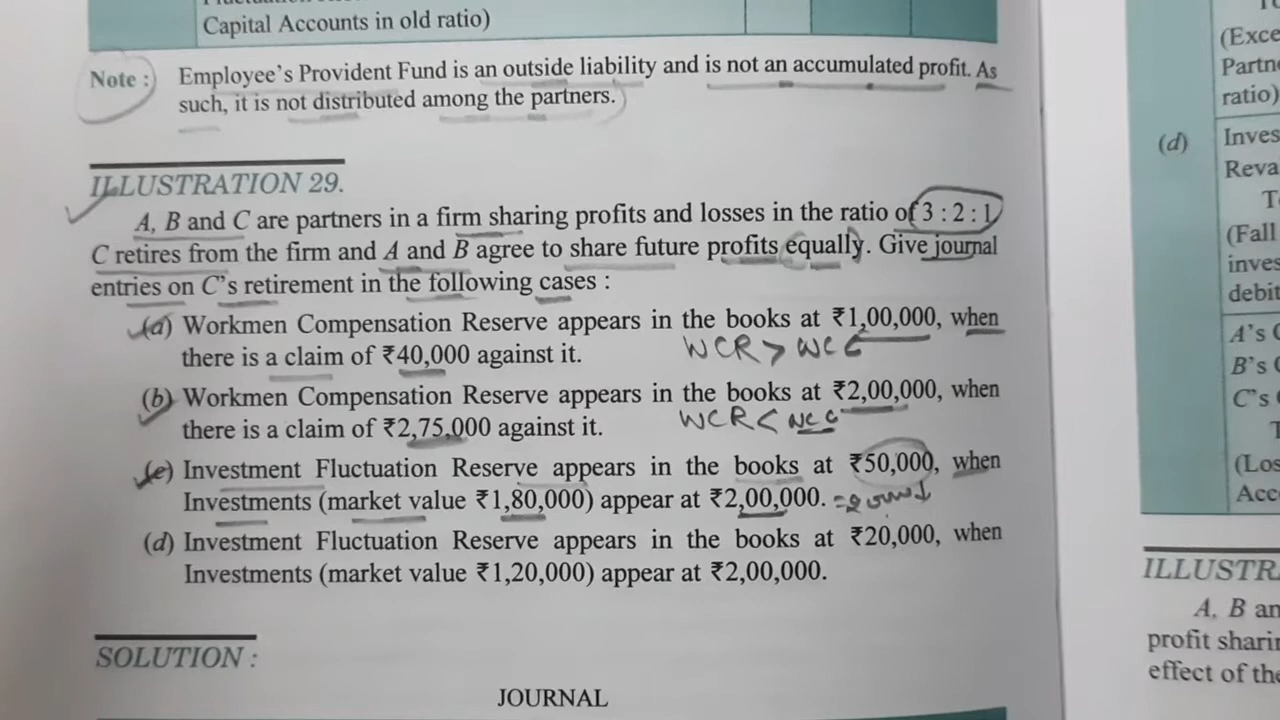 Capital Accounts in old ratio)
Note : Employee's Provident Fund is an outside liability and is not an accumulated profit. As
such, it is not distributed among the partners.
ILLUSTRATION 29.
A, B and C are partners in a firm sharing profits and losses in the ratio of 3 : 2 : 1
C retires from the firm and A and B agree to share future profits equally. Give journal
entries on C's retirement in the following cases :
(a) Workmen Compensation Reserve appears in the books at ₹1,00,000, when
there is a claim of ₹40,000 against it. WCR > WCC
(b) Workmen Compensation Reserve appears in the books at ₹2,00,000, when
there is a claim of ₹2,75,000 against it. WCR < WCC
(c) Investment Fluctuation Reserve appears in the books at ₹50,000, when
Investments (market value ₹1,80,000) appear at ₹2,00,000.
(d) Investment Fluctuation Reserve appears in the books at ₹20,000, when
Investments (market value ₹1,20,000) appear at ₹2,00,000.
SOLUTION :
JOURNAL
(Exce
Partne
ratio)
(d) Inves
Reva
(Fall
inves
debit
A's
B's
C's
(Los
Acc
ILLUSTR
A, B an
profit sharin
effect of the